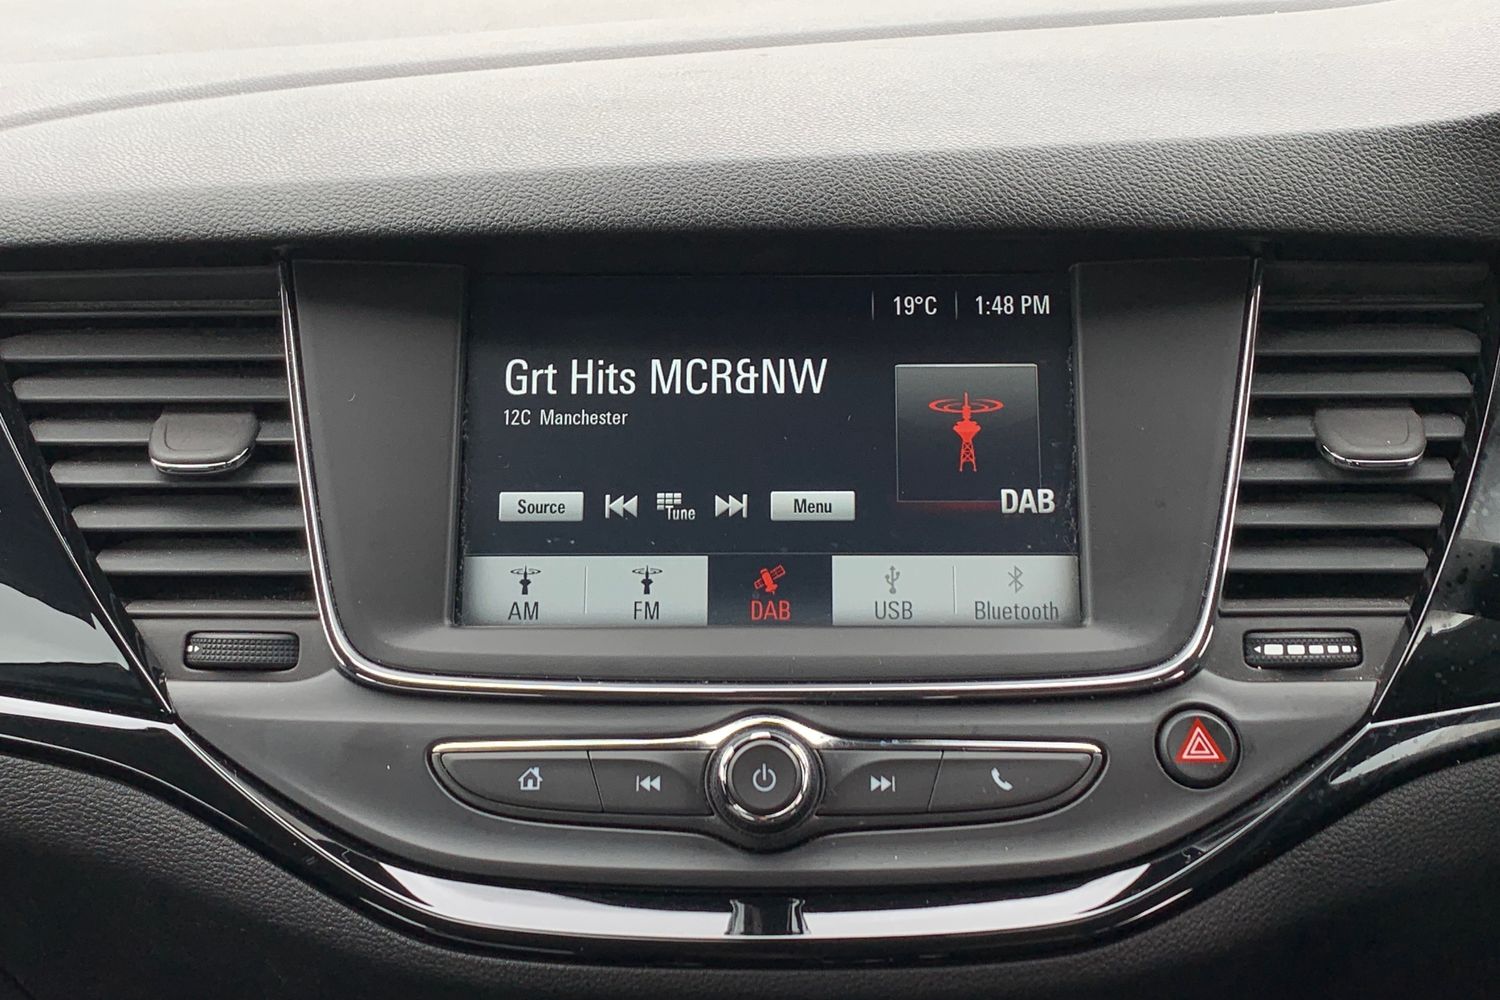 19°C 1:48 PM
Grt Hits MCR&NW
12C Manchester
Source Tune Menu
DAB
AM FM DAB USB Bluetooth